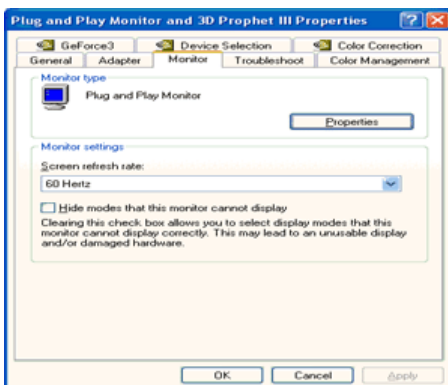 Plug and Play Monitor and 3D Prophet III Properties
GeForce3 Device Selection Color Correction
General Adapter Monitor Troubleshoot Color Management
Monitor type
Plug and Play Monitor
Properties
Monitor settings
Screen refresh rate:
60 Hertz
Hide modes that this monitor cannot display
Clearing this check box allows you to select display modes that this
monitor cannot display correctly. This may lead to an unusable display
and/or damaged hardware.
OK Cancel Apply